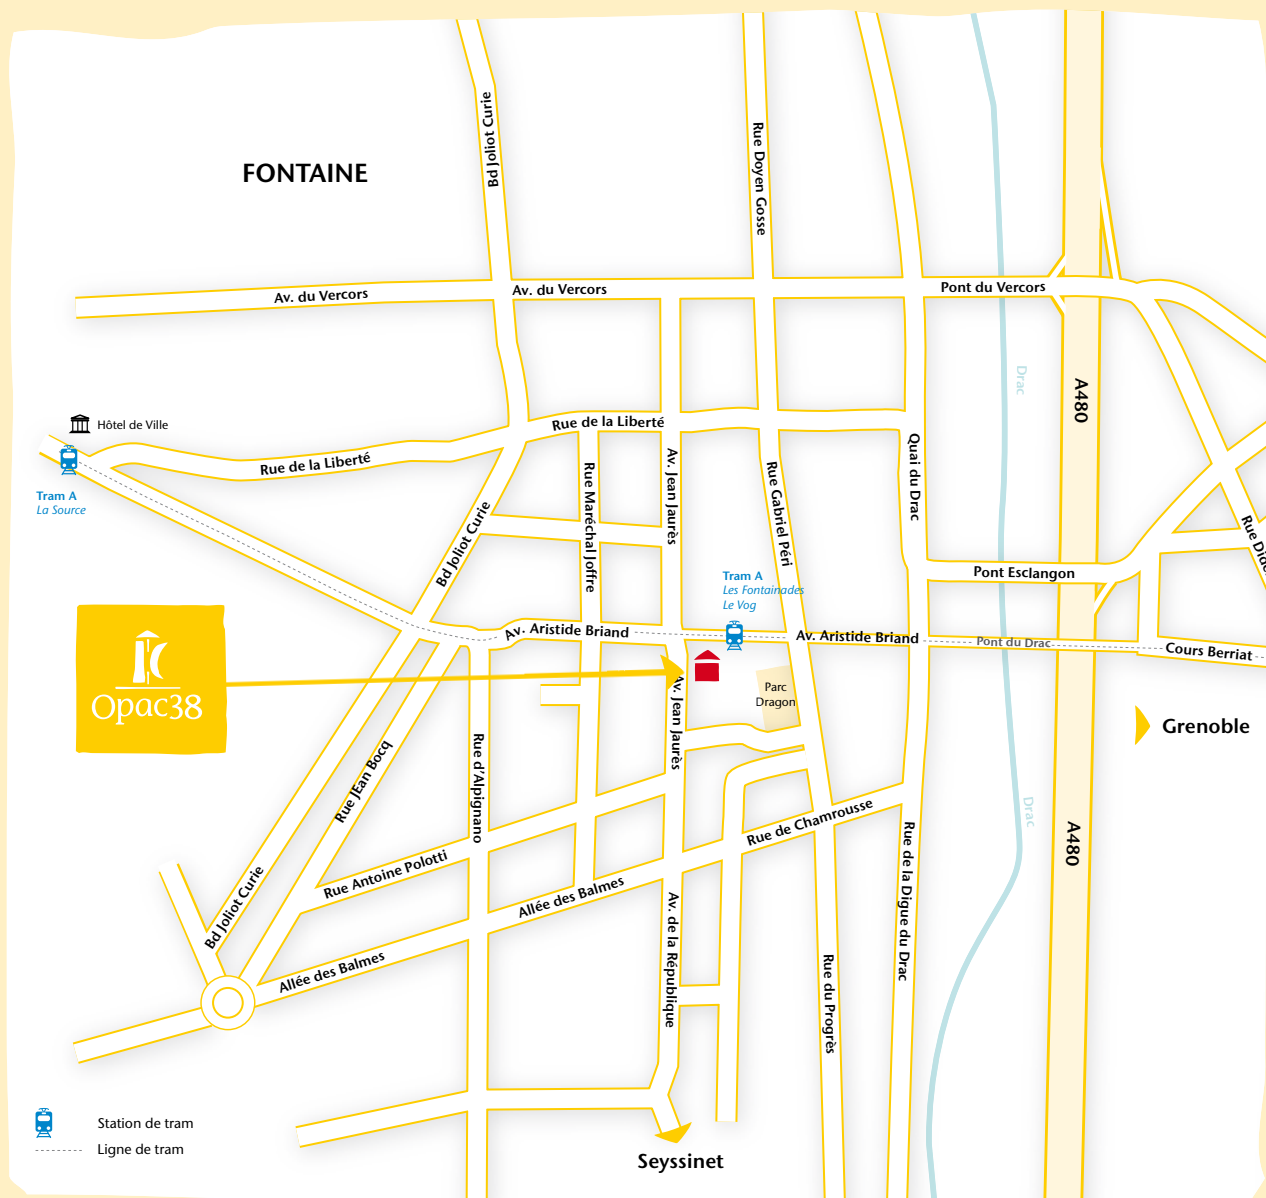 Bd Joliot Curie
Rue Doyen Gosse
FONTAINE
Av. du Vercors
Av. du Vercors
Pont du Vercors
Drac
A480
Hôtel de Ville
Rue de la Liberté
Rue de la Liberté
Tram A
La Source
Bd Joliot Curie
Rue Maréchal Joffre
Av. Jean Jaurès
Rue Gabriel Péri
Quai du Drac
Pont Esclangon
Tram A
Les Fontainades
Le Vog
Av. Aristide Briand
Av. Aristide Briand
Pont du Drac
Cours Berriat
Opac38
Parc
Dragon
Av. Jean Jaurès
Grenoble
Rue JEan Bocq
Rue d'Alpignano
Drac
A480
Rue de Chamrousse
Rue Antoine Polotti
Allée des Balmes
Bd Joliot Curie
Allée des Balmes
Av. de la République
Rue de la Digue du Drac
Rue du Progrès
Station de tram
Ligne de tram
Seyssinet